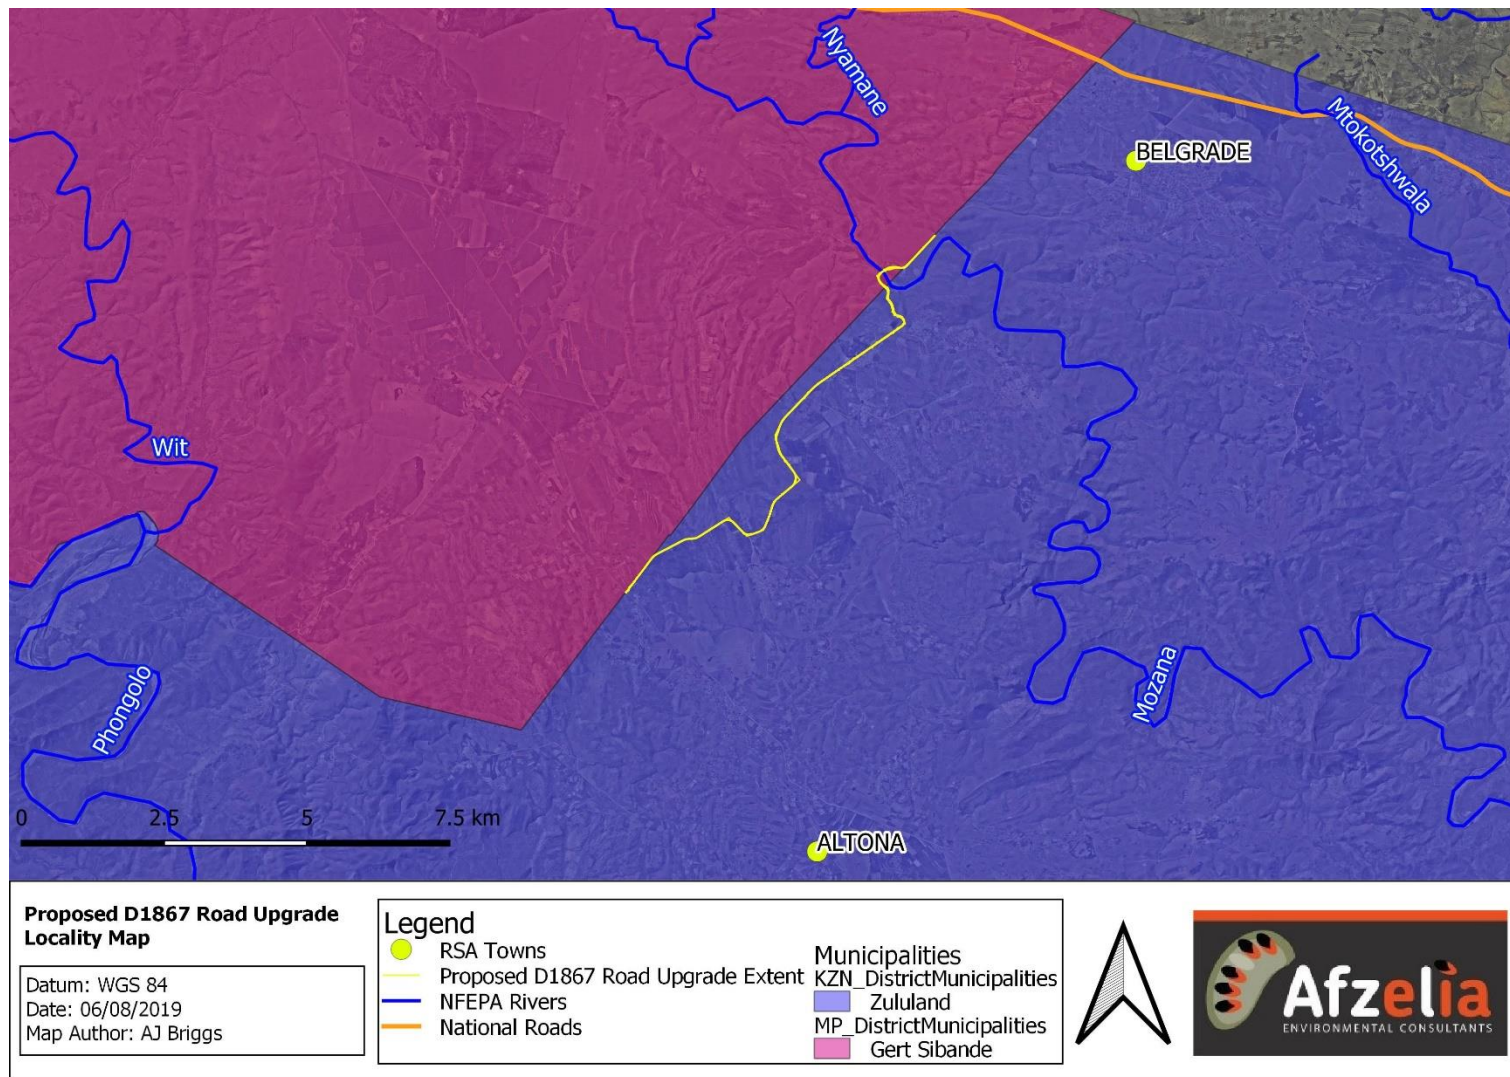 Nyamane
Mtokotshwala
BELGRADE
Wit
Phongolo
Mozana
0 2.5 5 7.5 km
ALTONA
Proposed D1867 Road Upgrade
Locality Map
Datum: WGS 84
Date: 06/08/2019
Map Author: AJ Briggs
Legend
RSA Towns
Proposed D1867 Road Upgrade Extent
NFEPA Rivers
National Roads
Municipalities
KZN_DistrictMunicipalities
Zululand
MP_DistrictMunicipalities
Gert Sibande
Afzelia
ENVIRONMENTAL CONSULTANTS